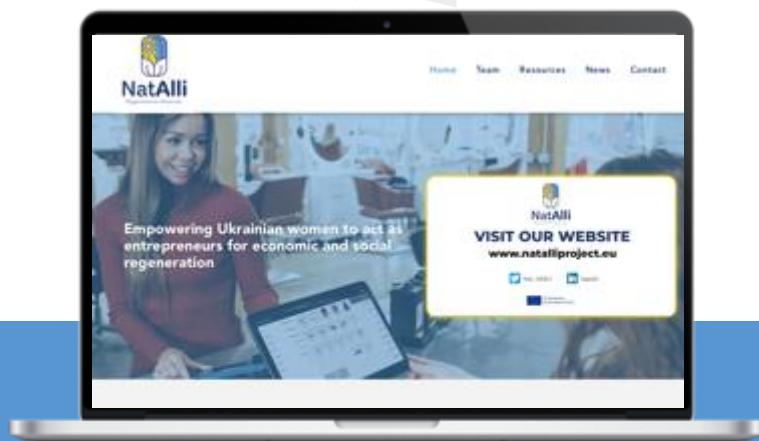 NatAlli
Home Team Resources News Contact
Empowering Ukrainian women to act as
entrepreneurs for economic and social
regeneration
NatAlli
VISIT OUR WEBSITE
www.natalliproject.eu